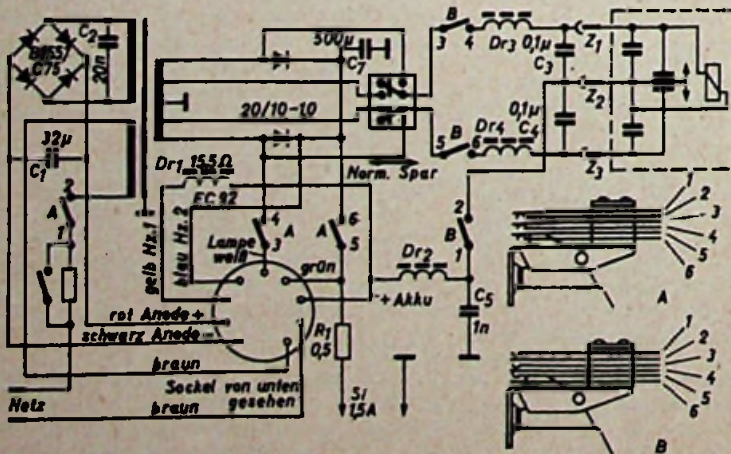 B155/
C75
C2
20n
500µ
C7
20/10-1.0
B
3
4
Dr3
0,1µ
C3
Z1
Z2
Z3
0,1µ
C4
Dr4
5
B
6
Norm. Spar
32µ
C1
2
A
1
Dr1
15,5Ω
EC 92
gelb Hz.1
blau Hz.2
4
A
3
Lampe
weiß
6
A
5
grün
2
B
1
Dr2
+ Akku
C5
1n
R1
0,5
Si
1,5A
rot Anode +
schwarz Anode -
braun
Sockel von unten
gesehen
Netz
braun
1
2
3
4
5
6
A
1
2
3
4
5
6
B